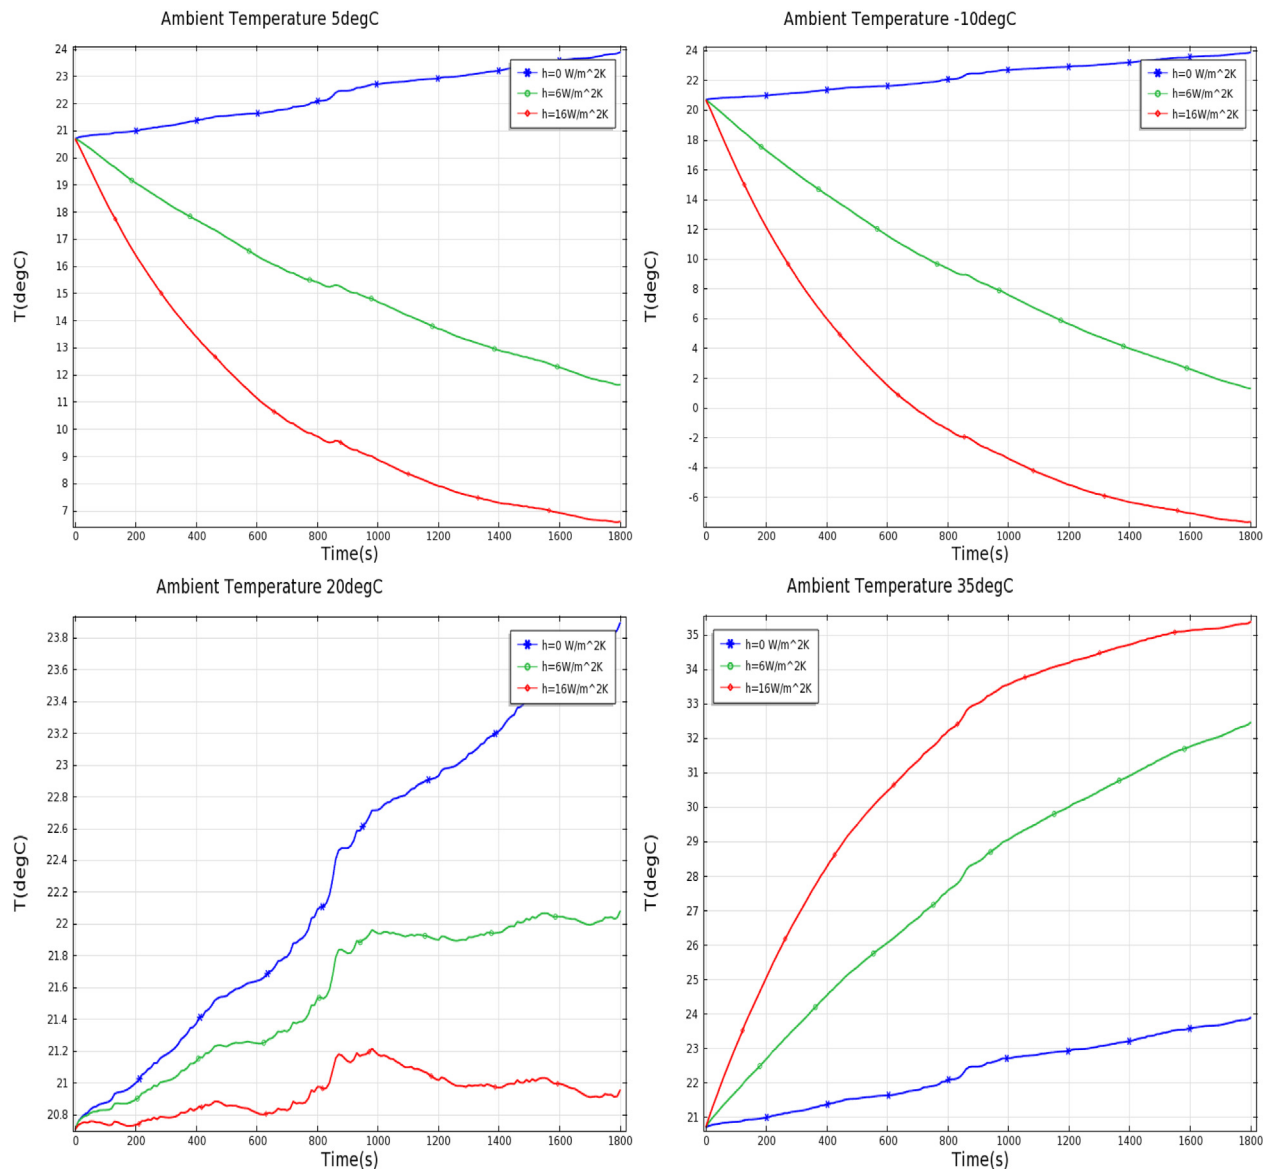 Ambient Temperature 5degC
24
23
22
21
20
19
18
17
16
15
14
13
12
11
10
9
8
7
T(degC)
h=0 W/m^2K
h=6W/m^2K
h=16W/m^2K
0 200 400 600 800 1000 1200 1400 1600 1800
Time(s)
Ambient Temperature -10degC
24
22
20
18
16
14
12
10
8
6
4
2
0
-2
-4
-6
T(degC)
h=0 W/m^2K
h=6W/m^2K
h=16W/m^2K
0 200 400 600 800 1000 1200 1400 1600 1800
Time(s)
Ambient Temperature 20degC
23.8
23.6
23.4
23.2
23
22.8
22.6
22.4
22.2
22
21.8
21.6
21.4
21.2
21
20.8
T(degC)
h=0 W/m^2K
h=6W/m^2K
h=16W/m^2K
0 200 400 600 800 1000 1200 1400 1600 1800
Time(s)
Ambient Temperature 35degC
35
34
33
32
31
30
29
28
27
26
25
24
23
22
21
T(degC)
h=0 W/m^2K
h=6W/m^2K
h=16W/m^2K
0 200 400 600 800 1000 1200 1400 1600 1800
Time(s)